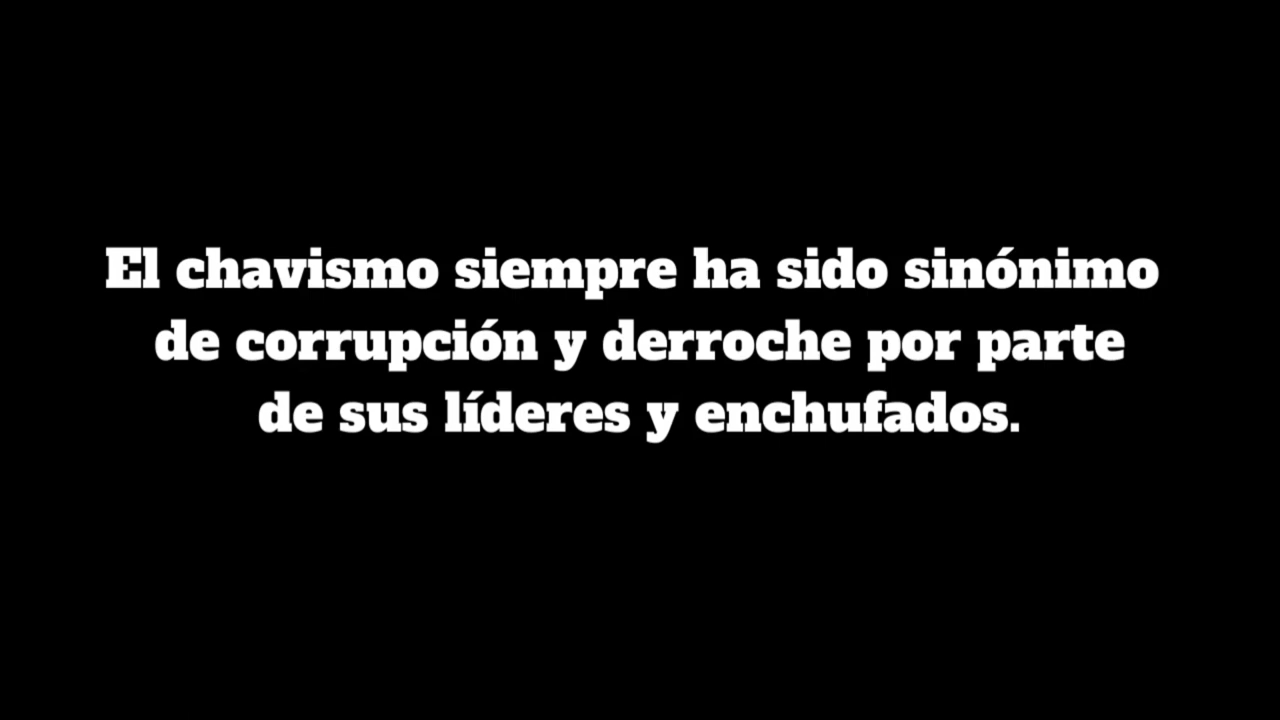 El chavismo siempre ha sido sinónimo
de corrupción y derroche por parte
de sus líderes y enchufados.